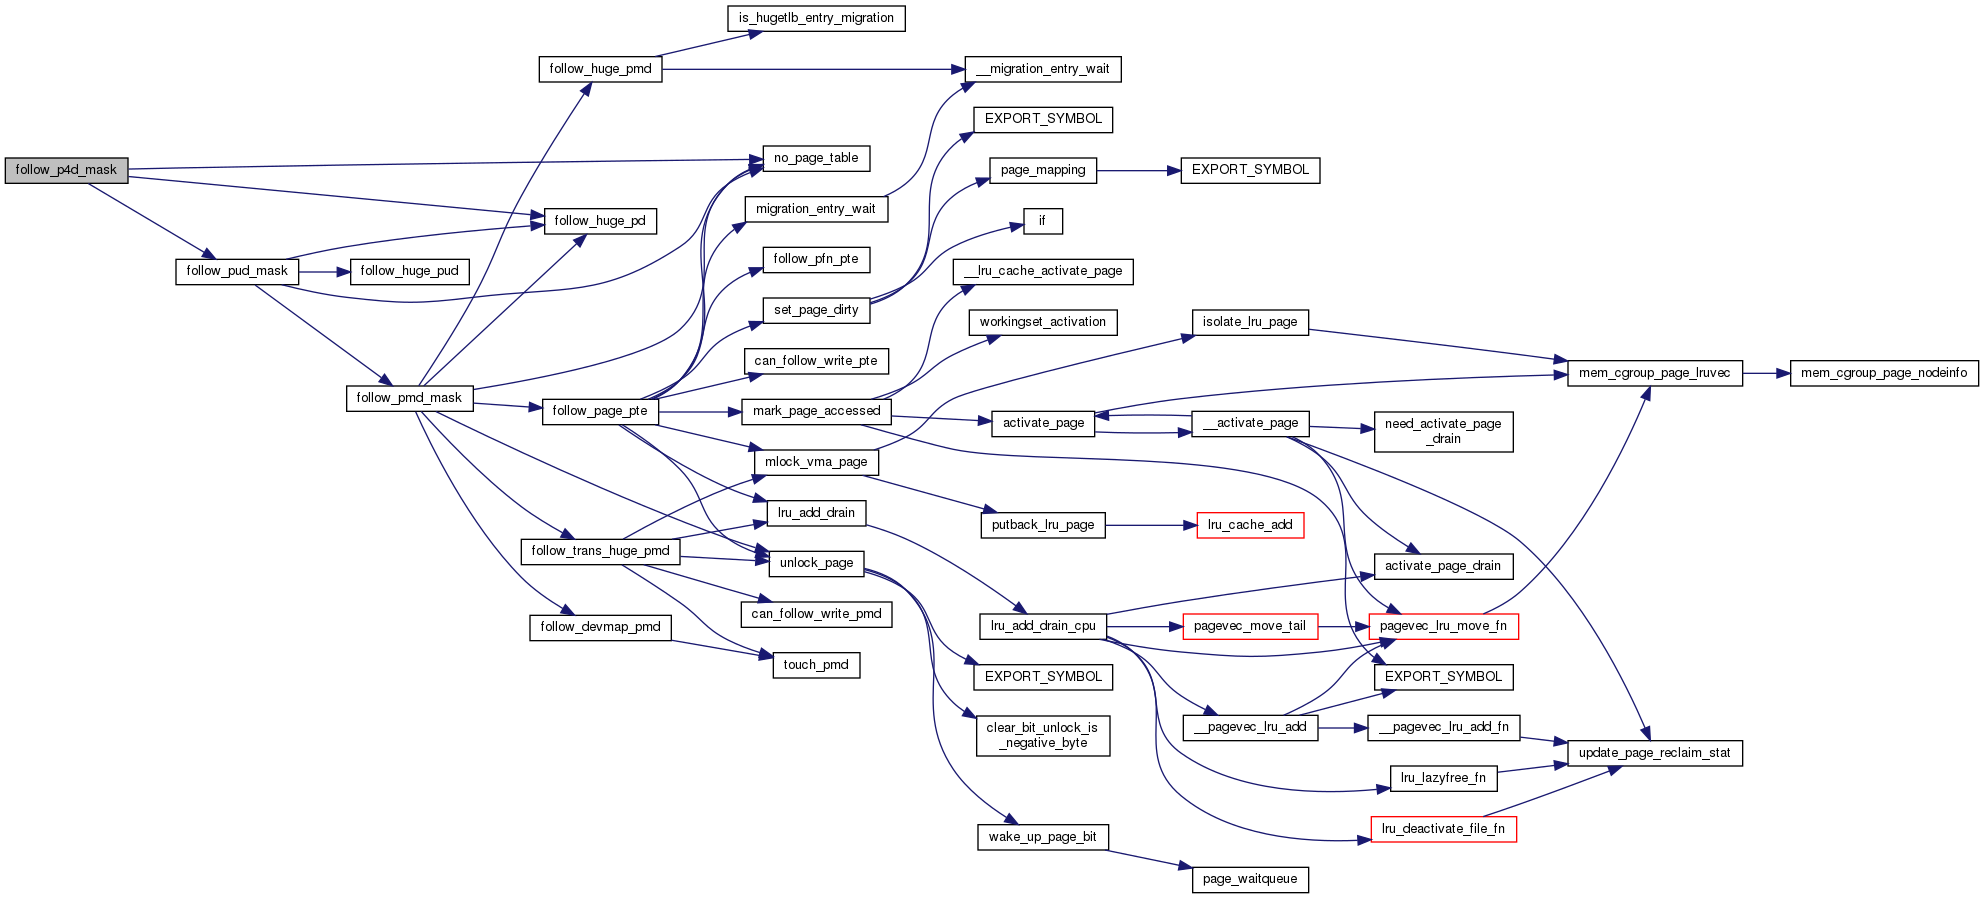 is_hugetlb_entry_migration
follow_huge_pmd
__migration_entry_wait
EXPORT_SYMBOL
follow_p4d_mask
no_page_table
page_mapping
EXPORT_SYMBOL
migration_entry_wait
follow_huge_pd
if
follow_pud_mask
follow_huge_pud
follow_pfn_pte
__lru_cache_activate_page
set_page_dirty
workingset_activation
isolate_lru_page
can_follow_write_pte
mem_cgroup_page_lruvec
mem_cgroup_page_nodeinfo
follow_pmd_mask
follow_page_pte
mark_page_accessed
activate_page
__activate_page
need_activate_page
_drain
mlock_vma_page
lru_add_drain
putback_lru_page
lru_cache_add
follow_trans_huge_pmd
unlock_page
activate_page_drain
can_follow_write_pmd
follow_devmap_pmd
lru_add_drain_cpu
pagevec_move_tail
pagevec_lru_move_fn
touch_pmd
EXPORT_SYMBOL
EXPORT_SYMBOL
clear_bit_unlock_is
_negative_byte
__pagevec_lru_add
__pagevec_lru_add_fn
update_page_reclaim_stat
lru_lazyfree_fn
wake_up_page_bit
lru_deactivate_file_fn
page_waitqueue